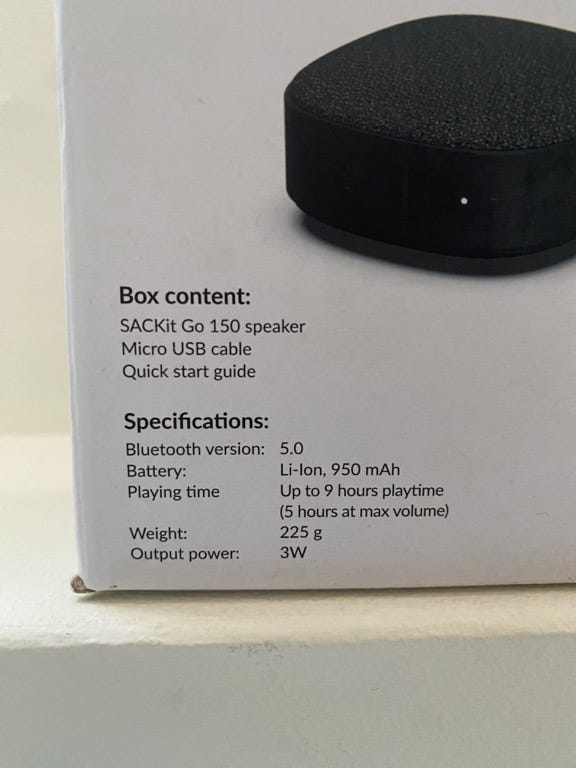 Box content:
SACKit Go 150 speaker
Micro USB cable
Quick start guide
Specifications:
Bluetooth version: 5.0
Battery: Li-Ion, 950 mAh
Playing time Up to 9 hours playtime
(5 hours at max volume)
Weight: 225 g
Output power: 3W